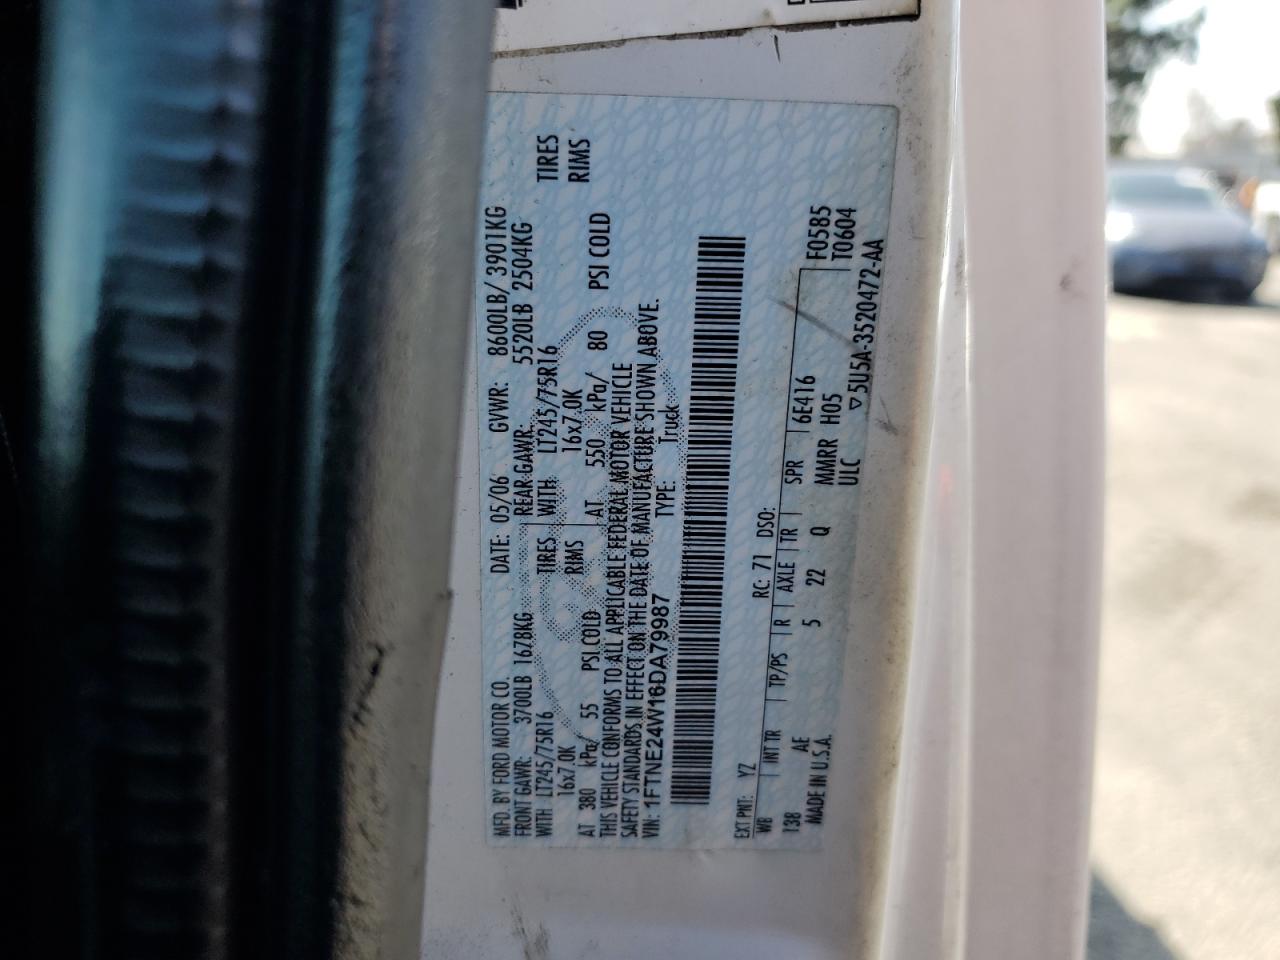 MFD. BY FORD MOTOR CO. DATE: 05/06 GVWR: 8600LB/ 3901KG
FRONT GAWR: 3700LB 1678KG REAR GAWR: 5520LB 2504KG
WITH LT245/75R16 TIRES WITH LT245/75R16 TIRES
16x7.0K RIMS 16x7.0K RIMS
AT 380 kPa/ 55 PSI COLD AT 550 kPa/ 80 PSI COLD
THIS VEHICLE CONFORMS TO ALL APPLICABLE FEDERAL MOTOR VEHICLE
SAFETY STANDARDS IN EFFECT ON THE DATE OF MANUFACTURE SHOWN ABOVE.
VIN: 1FTNE24W16DA79987 TYPE: Truck
EXT PNT: YZ RC: 71 DSO: F0585
WB INT TR TP/PS R AXLE TR SPR 6E416 T0604
138 AE 5 22 Q MMRR H05
MADE IN U.S.A. ULC ▽5U5A-3520472-AA